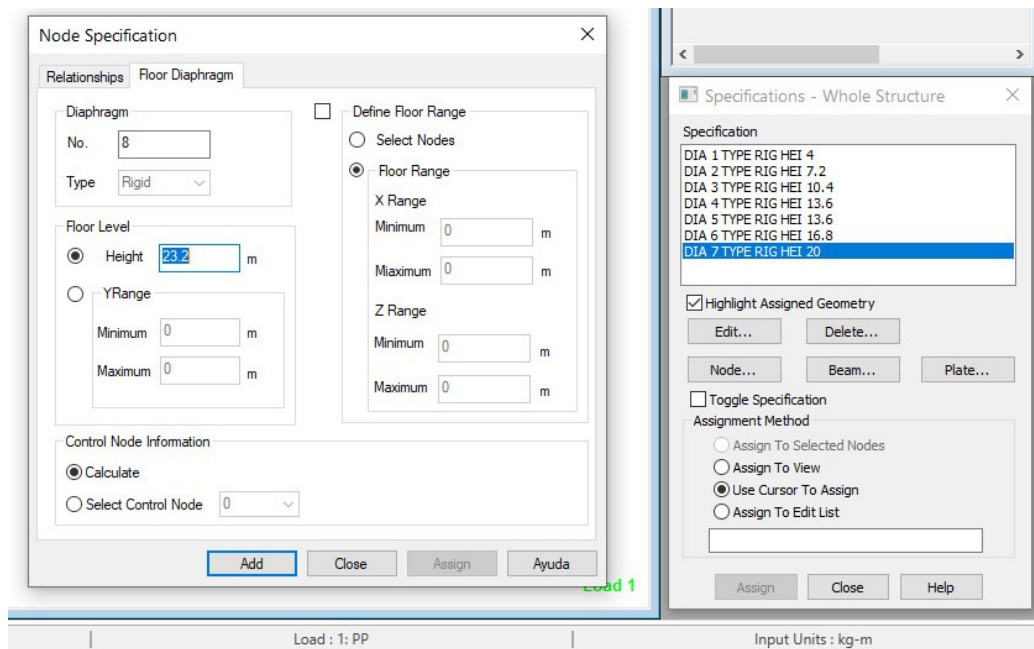 Node Specification
Relationships
Floor Diaphragm
Diaphragm
No.
8
Type
Rigid
Floor Level
Height
23.2
m
YRange
Minimum
0
m
Maximum
0
m
Define Floor Range
Select Nodes
Floor Range
X Range
Minimum
0
m
Miaximum
0
m
Z Range
Minimum
0
m
Maximum
0
m
Control Node Information
Calculate
Select Control Node
0
Add
Close
Assign
Ayuda
Load 1
Specifications - Whole Structure
Specification
DIA 1 TYPE RIG HEI 4
DIA 2 TYPE RIG HEI 7.2
DIA 3 TYPE RIG HEI 10.4
DIA 4 TYPE RIG HEI 13.6
DIA 5 TYPE RIG HEI 13.6
DIA 6 TYPE RIG HEI 16.8
DIA 7 TYPE RIG HEI 20
Highlight Assigned Geometry
Edit...
Delete...
Node...
Beam...
Plate...
Toggle Specification
Assignment Method
Assign To Selected Nodes
Assign To View
Use Cursor To Assign
Assign To Edit List
Assign
Close
Help
Load : 1: PP
Input Units : kg-m